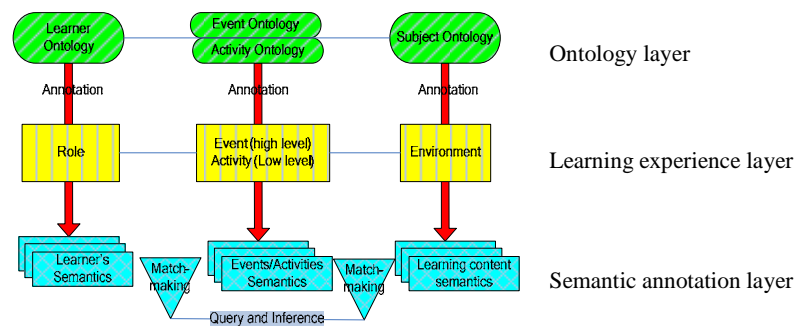 Learner
Ontology
Event Ontology
Activity Ontology
Subject Ontology
Ontology layer
Annotation
Annotation
Annotation
Role
Event (high level)
Activity (Low level)
Environment
Learning experience layer
Learner's
Semantics
Match-
making
Events/Activities
Semantics
Match-
making
Learning content
semantics
Semantic annotation layer
Query and Inference